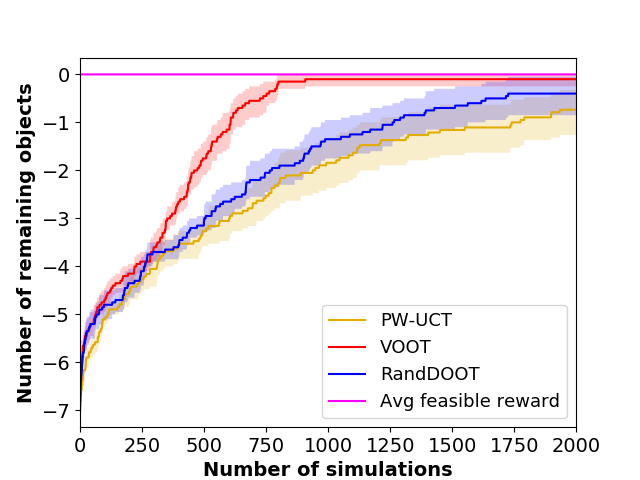 0
−1
−2
−3
−4
−5
−6
−7
Number of remaining objects
PW-UCT
VOOT
RandDOOT
Avg feasible reward
0 250 500 750 1000 1250 1500 1750 2000
Number of simulations